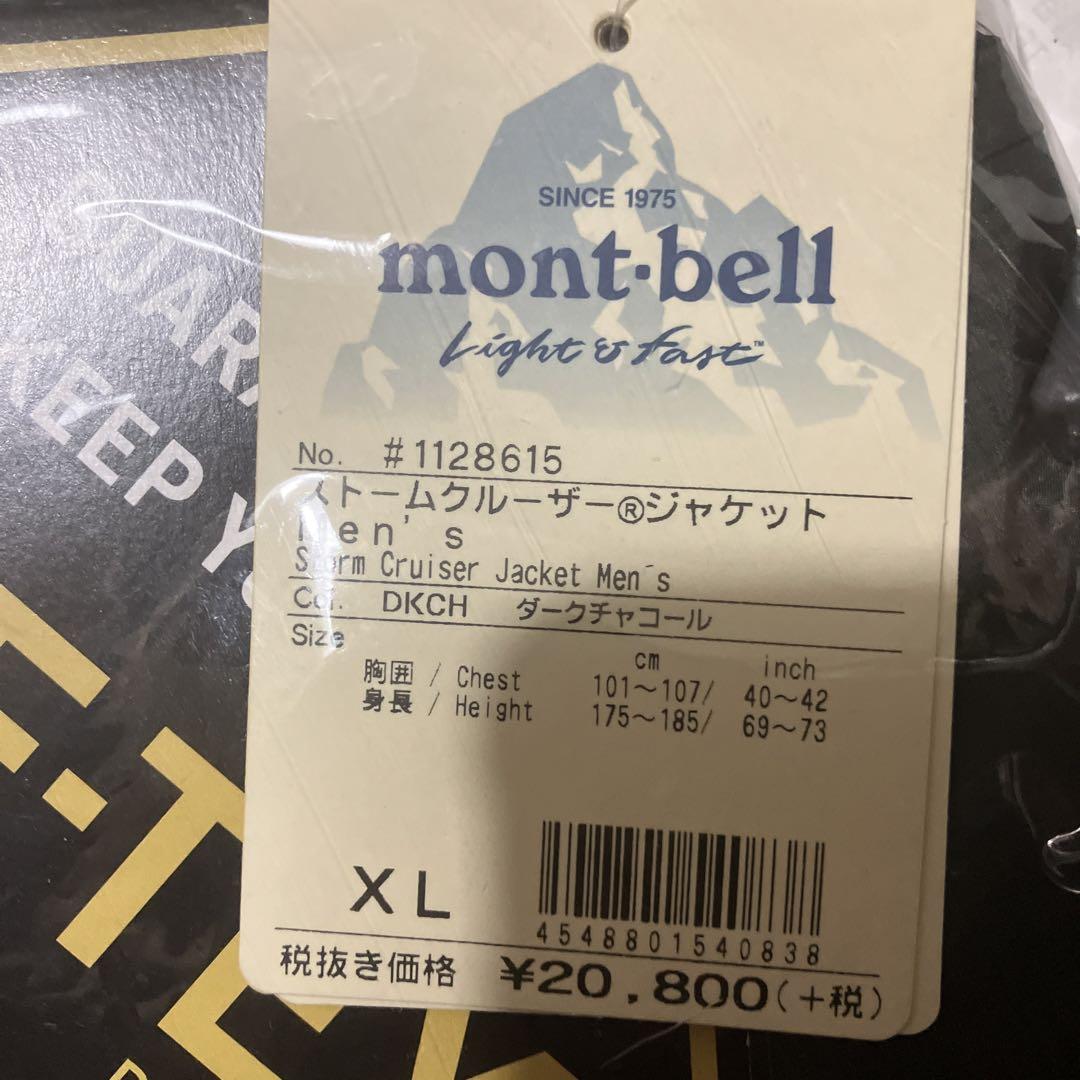 SINCE 1975
mont·bell
Light & fast™
No. #1128615
ストームクルーザー®ジャケット
Men's
Storm Cruiser Jacket Men´s
Col. DKCH ダークチャコール
Size
cm inch
胸囲 / Chest 101～107/ 40～42
身長 / Height 175～185/ 69～73
XL
4548801540838
税抜き価格 ¥20,800(+税)
KEEP